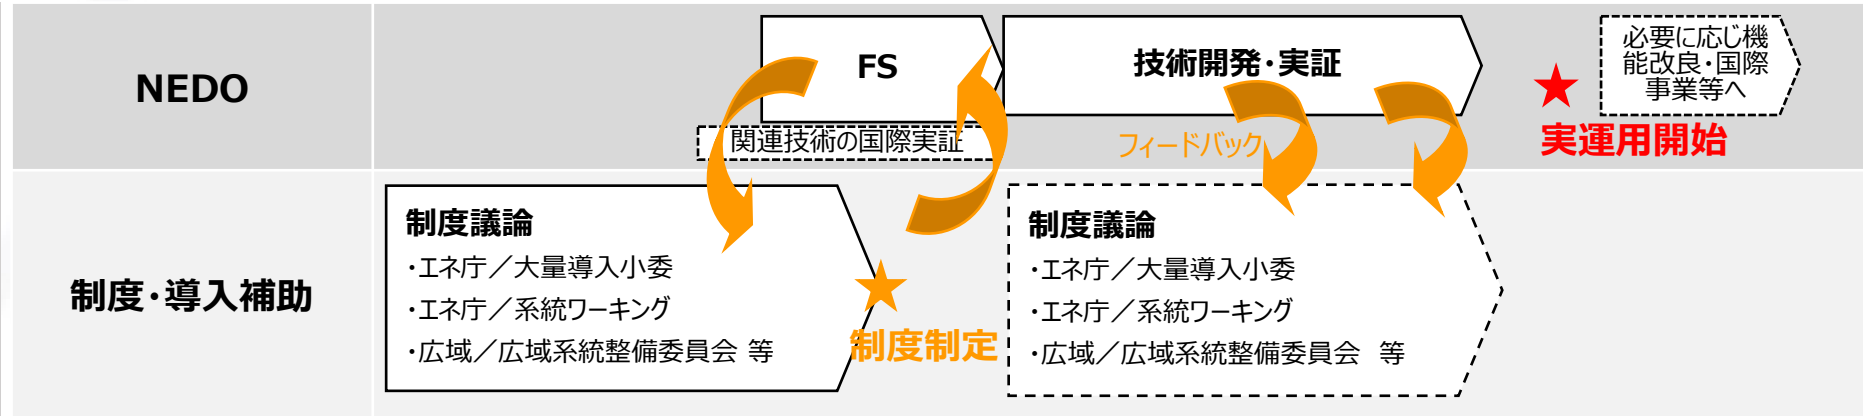 NEDO
FS
技術開発・実証
必要に応じ機
能改良・国際
事業等へ
関連技術の国際実証
フィードバック
実運用開始
制度・導入補助
制度議論
・エネ庁／大量導入小委
・エネ庁／系統ワーキング
・広域／広域系統整備委員会 等
制度制定
制度議論
・エネ庁／大量導入小委
・エネ庁／系統ワーキング
・広域／広域系統整備委員会 等